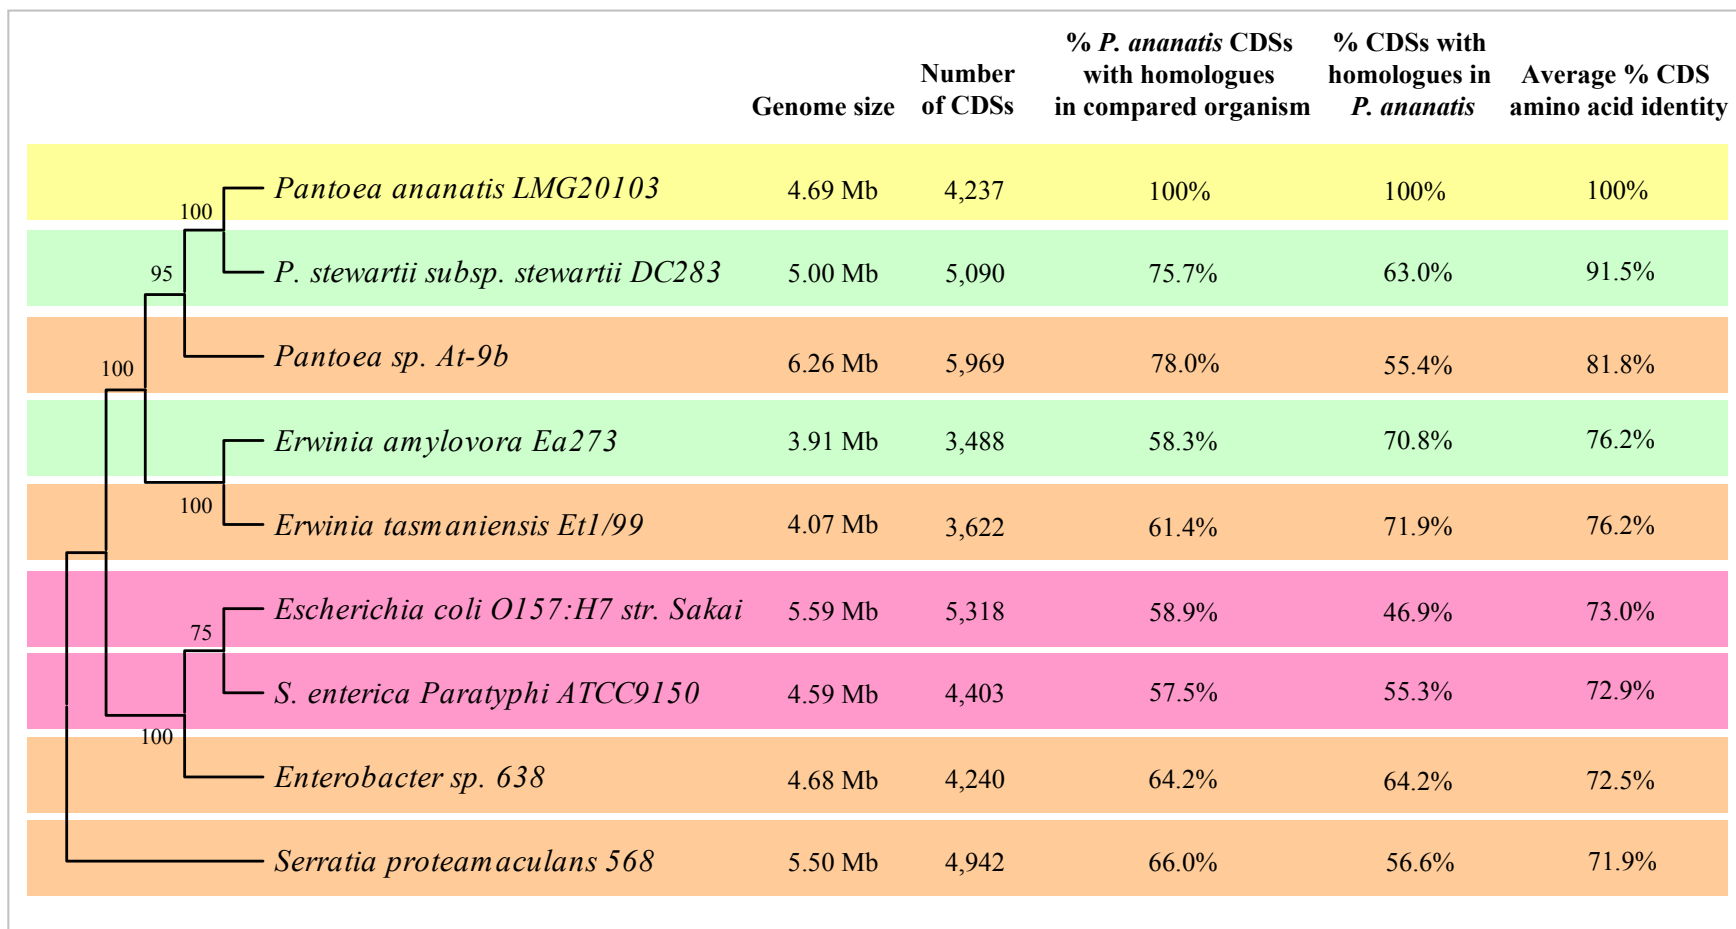 % P. ananatis CDSs with homologues in compared organism
% CDSs with homologues in P. ananatis
Number of CDSs
Average % CDS amino acid identity
Genome size
Pantoea ananatis LMG20103 4.69 Mb 4,237 100% 100% 100%
100
P. stewartii subsp. stewartii DC283 5.00 Mb 5,090 75.7% 63.0% 91.5%
95
Pantoea sp. At-9b 6.26 Mb 5,969 78.0% 55.4% 81.8%
100
Erwinia amylovora Ea273 3.91 Mb 3,488 58.3% 70.8% 76.2%
100
Erwinia tasmaniensis Et1/99 4.07 Mb 3,622 61.4% 71.9% 76.2%
Escherichia coli O157:H7 str. Sakai 5.59 Mb 5,318 58.9% 46.9% 73.0%
75
S. enterica Paratyphi ATCC9150 4.59 Mb 4,403 57.5% 55.3% 72.9%
100
Enterobacter sp. 638 4.68 Mb 4,240 64.2% 64.2% 72.5%
Serratia proteamaculans 568 5.50 Mb 4,942 66.0% 56.6% 71.9%